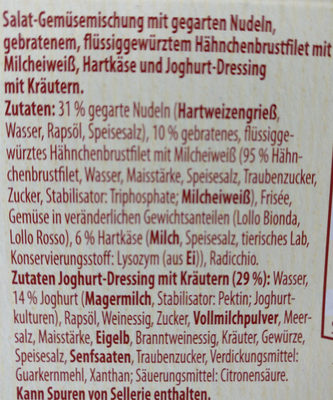 Salat-Gemüsemischung mit gegarten Nudeln,
gebratenem, flüssiggewürztem Hähnchenbrustfilet mit
Milcheiweiß, Hartkäse und Joghurt-Dressing
mit Kräutern.
Zutaten: 31 % gegarte Nudeln (Hartweizengrieß,
Wasser, Rapsöl, Speisesalz), 10 % gebratenes, flüssigge-
würztes Hähnchenbrustfilet mit Milcheiweiß (95 % Hähn-
chenbrustfilet, Wasser, Maisstärke, Speisesalz, Traubenzucker,
Zucker, Stabilisator: Triphosphate; Milcheiweiß), Frisée,
Gemüse in veränderlichen Gewichtsanteilen (Lollo Bionda,
Lollo Rosso), 6 % Hartkäse (Milch, Speisesalz, tierisches Lab,
Konservierungsstoff: Lysozym (aus Ei)), Radicchio.
Zutaten Joghurt-Dressing mit Kräutern (29 %): Wasser,
14 % Joghurt (Magermilch, Stabilisator: Pektin; Joghurt-
kulturen), Rapsöl, Weinessig, Zucker, Vollmilchpulver, Meer-
salz, Maisstärke, Eigelb, Branntweinessig, Kräuter, Gewürze,
Speisesalz, Senfsaaten, Traubenzucker, Verdickungsmittel:
Guarkernmehl, Xanthan; Säuerungsmittel: Citronensäure.
Kann Spuren von Sellerie enthalten.